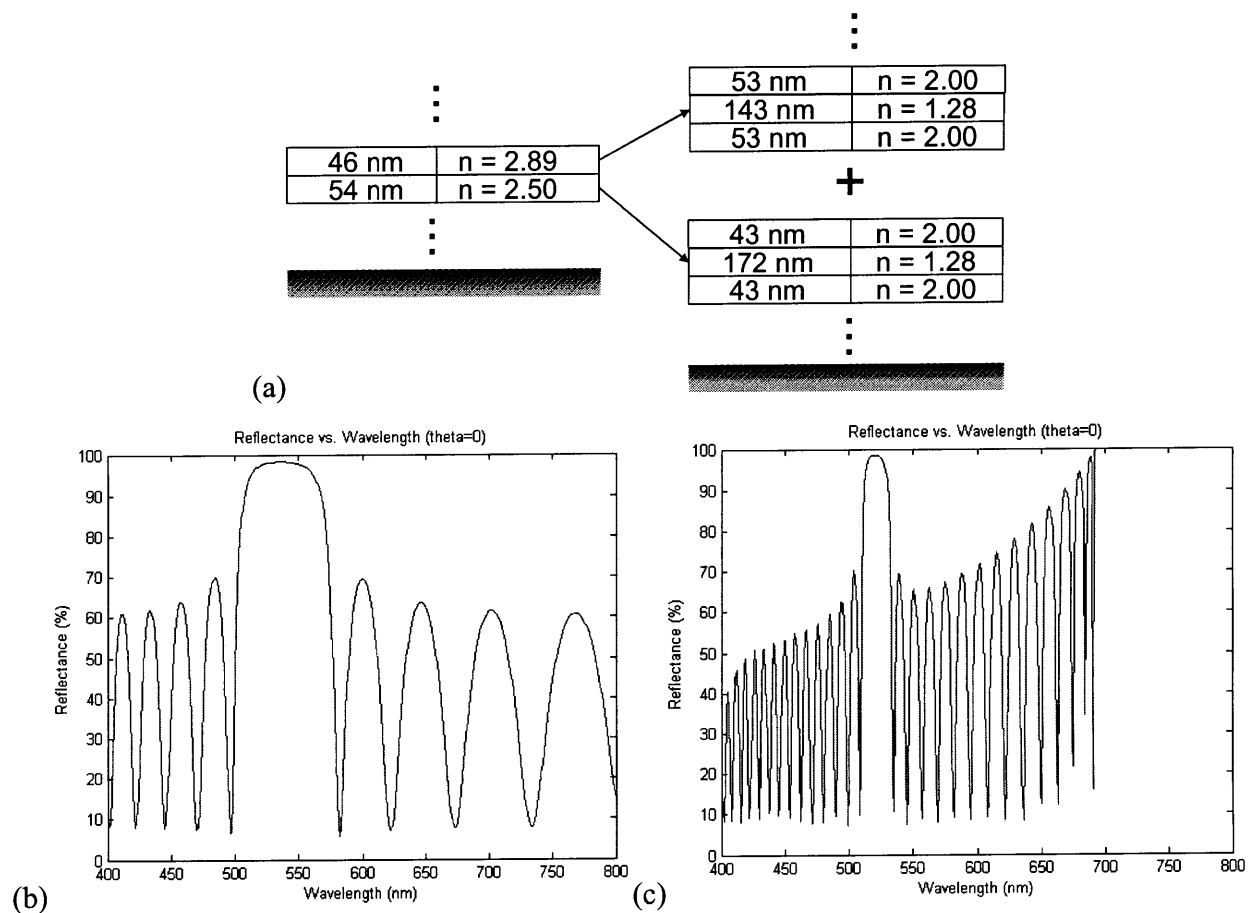 46 nm n = 2.89
54 nm n = 2.50
53 nm n = 2.00
143 nm n = 1.28
53 nm n = 2.00
+
43 nm n = 2.00
172 nm n = 1.28
43 nm n = 2.00
(a)
Reflectance vs. Wavelength (theta=0)
Reflectance (%)
100
90
80
70
60
50
40
30
20
10
0
400 450 500 550 600 650 700 750 800
Wavelength (nm)
(b)
Reflectance vs. Wavelength (theta=0)
Reflectance (%)
100
90
80
70
60
50
40
30
20
10
0
400 450 500 550 600 650 700 750 800
Wavelength (nm)
(c)